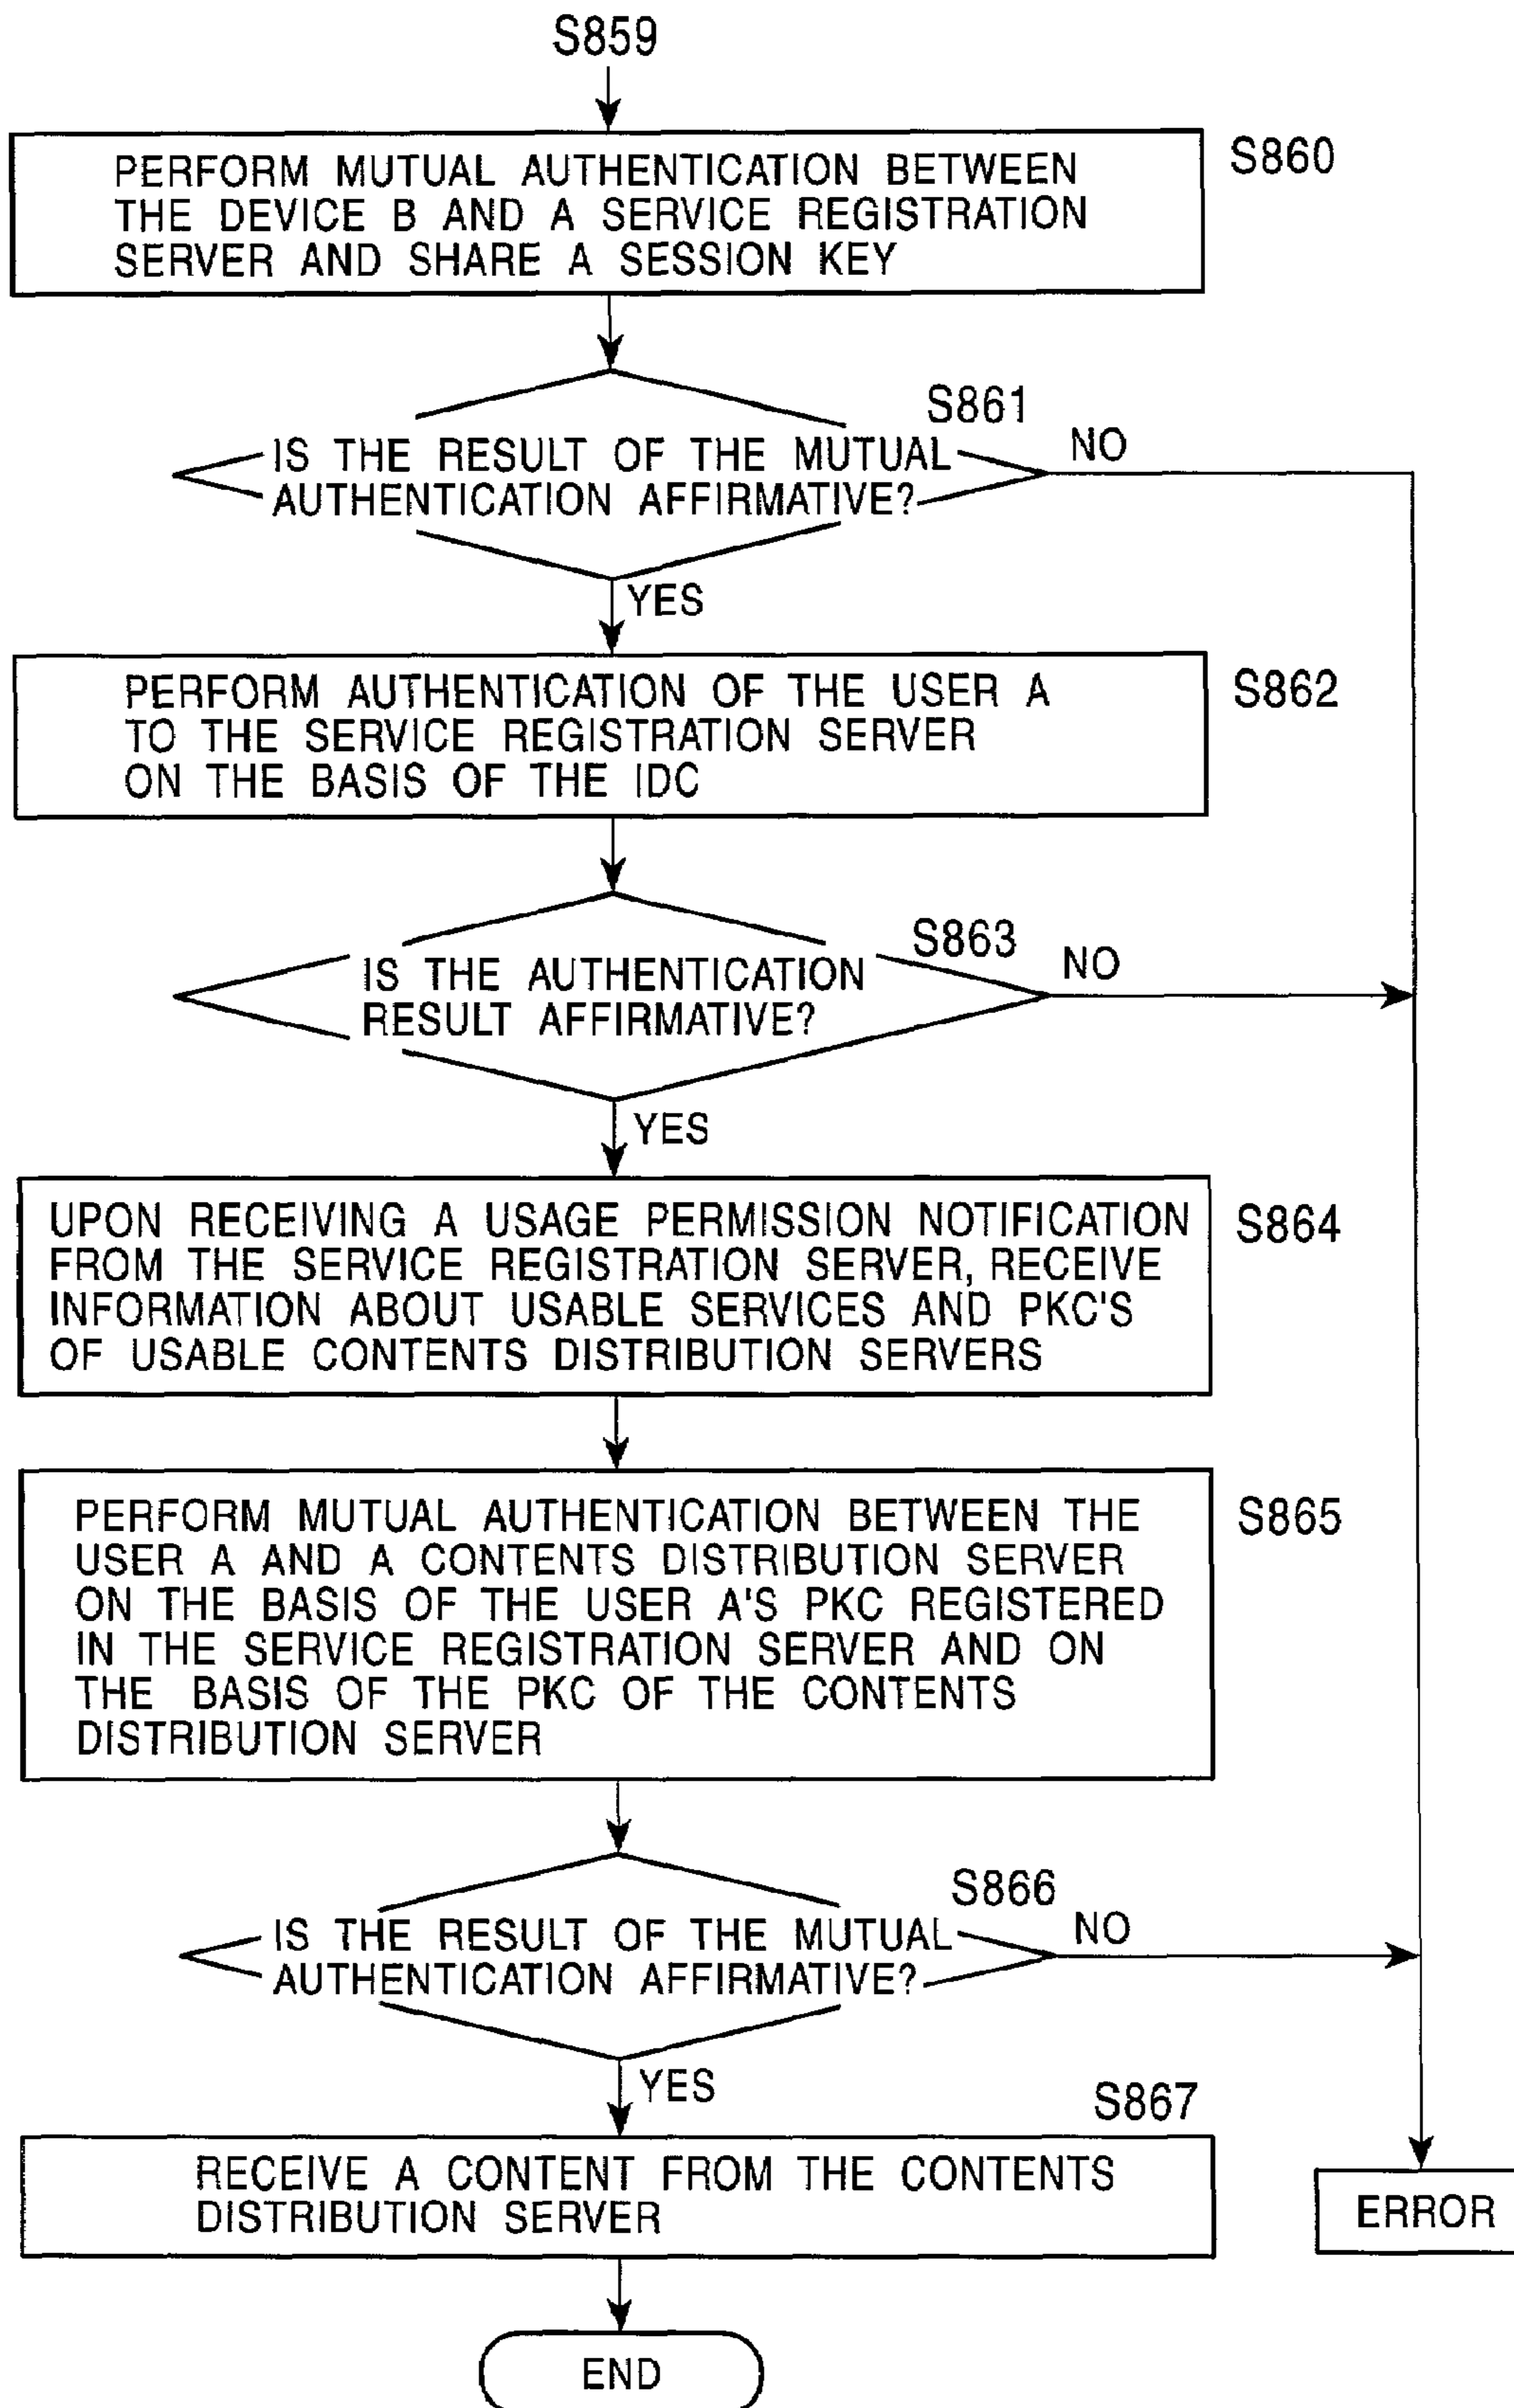 S859
PERFORM MUTUAL AUTHENTICATION BETWEEN
THE DEVICE B AND A SERVICE REGISTRATION
SERVER AND SHARE A SESSION KEY
S860
S861
IS THE RESULT OF THE MUTUAL
AUTHENTICATION AFFIRMATIVE?
NO
YES
PERFORM AUTHENTICATION OF THE USER A
TO THE SERVICE REGISTRATION SERVER
ON THE BASIS OF THE IDC
S862
S863
IS THE AUTHENTICATION
RESULT AFFIRMATIVE?
NO
YES
UPON RECEIVING A USAGE PERMISSION NOTIFICATION
FROM THE SERVICE REGISTRATION SERVER, RECEIVE
INFORMATION ABOUT USABLE SERVICES AND PKC'S
OF USABLE CONTENTS DISTRIBUTION SERVERS
S864
PERFORM MUTUAL AUTHENTICATION BETWEEN THE
USER A AND A CONTENTS DISTRIBUTION SERVER
ON THE BASIS OF THE USER A'S PKC REGISTERED
IN THE SERVICE REGISTRATION SERVER AND ON
THE BASIS OF THE PKC OF THE CONTENTS
DISTRIBUTION SERVER
S865
S866
IS THE RESULT OF THE MUTUAL
AUTHENTICATION AFFIRMATIVE?
NO
YES
S867
RECEIVE A CONTENT FROM THE CONTENTS
DISTRIBUTION SERVER
ERROR
END